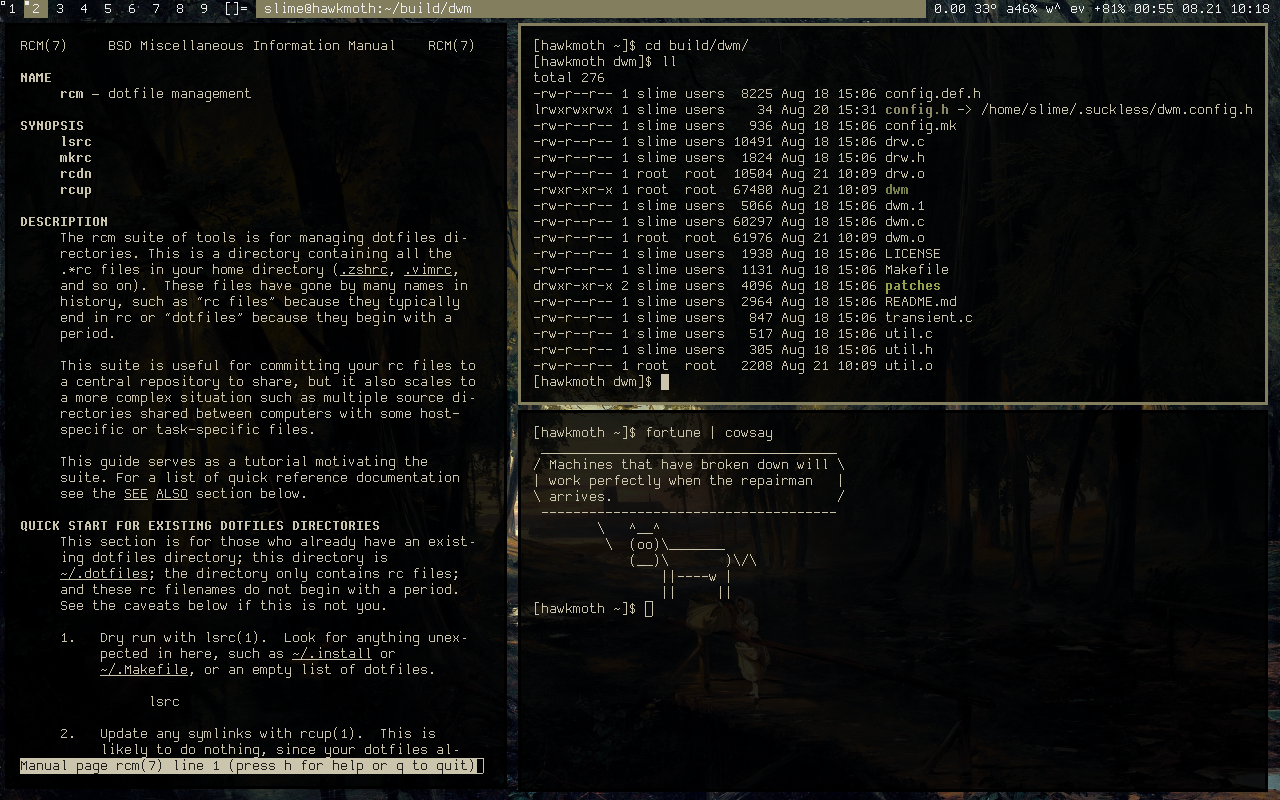 1 2 3 4 5 6 7 8 9 []= slime@hawkmoth:~/build/dwm 0.00 33° a46% w^ ev +81% 00:55 08.21 10:18
RCM(7) BSD Miscellaneous Information Manual RCM(7)
NAME
rcm – dotfile management
SYNOPSIS
lsrc
mkrc
rcdn
rcup
DESCRIPTION
The rcm suite of tools is for managing dotfiles di-
rectories. This is a directory containing all the
.*rc files in your home directory (.zshrc, .vimrc,
and so on). These files have gone by many names in
history, such as “rc files” because they typically
end in rc or “dotfiles” because they begin with a
period.
This suite is useful for committing your rc files to
a central repository to share, but it also scales to
a more complex situation such as multiple source di-
rectories shared between computers with some host-
specific or task-specific files.
This guide serves as a tutorial motivating the
suite. For a list of quick reference documentation
see the SEE ALSO section below.
QUICK START FOR EXISTING DOTFILES DIRECTORIES
This section is for those who already have an exist-
ing dotfiles directory; this directory is
~/.dotfiles; the directory only contains rc files;
and these rc filenames do not begin with a period.
See the caveats below if this is not you.
1. Dry run with lsrc(1). Look for anything unex-
pected in here, such as ~/.install or
~/.Makefile, or an empty list of dotfiles.
lsrc
2. Update any symlinks with rcup(1). This is
likely to do nothing, since your dotfiles al-
Manual page rcm(7) line 1 (press h for help or q to quit)
[hawkmoth ~]$ cd build/dwm/
[hawkmoth dwm]$ ll
total 276
-rw-r--r-- 1 slime users 8225 Aug 18 15:06 config.def.h
lrwxrwxrwx 1 slime users 34 Aug 20 15:31 config.h -> /home/slime/.suckless/dwm.config.h
-rw-r--r-- 1 slime users 936 Aug 18 15:06 config.mk
-rw-r--r-- 1 slime users 10491 Aug 18 15:06 drw.c
-rw-r--r-- 1 slime users 1824 Aug 18 15:06 drw.h
-rw-r--r-- 1 root root 10504 Aug 21 10:09 drw.o
-rwxr-xr-x 1 root root 67480 Aug 21 10:09 dwm
-rw-r--r-- 1 slime users 5066 Aug 18 15:06 dwm.1
-rw-r--r-- 1 slime users 60297 Aug 18 15:06 dwm.c
-rw-r--r-- 1 root root 61976 Aug 21 10:09 dwm.o
-rw-r--r-- 1 slime users 1938 Aug 18 15:06 LICENSE
-rw-r--r-- 1 slime users 1131 Aug 18 15:06 Makefile
drwxr-xr-x 2 slime users 4096 Aug 18 15:06 patches
-rw-r--r-- 1 slime users 2964 Aug 18 15:06 README.md
-rw-r--r-- 1 slime users 847 Aug 18 15:06 transient.c
-rw-r--r-- 1 slime users 517 Aug 18 15:06 util.c
-rw-r--r-- 1 slime users 305 Aug 18 15:06 util.h
-rw-r--r-- 1 root root 2208 Aug 21 10:09 util.o
[hawkmoth dwm]$
[hawkmoth ~]$ fortune | cowsay
 _____________________________________
/ Machines that have broken down will \
| work perfectly when the repairman   |
\ arrives.                            /
 -------------------------------------
        \   ^__^
         \  (oo)\_______
            (__)\       )\/\
                ||----w |
                ||     ||
[hawkmoth ~]$